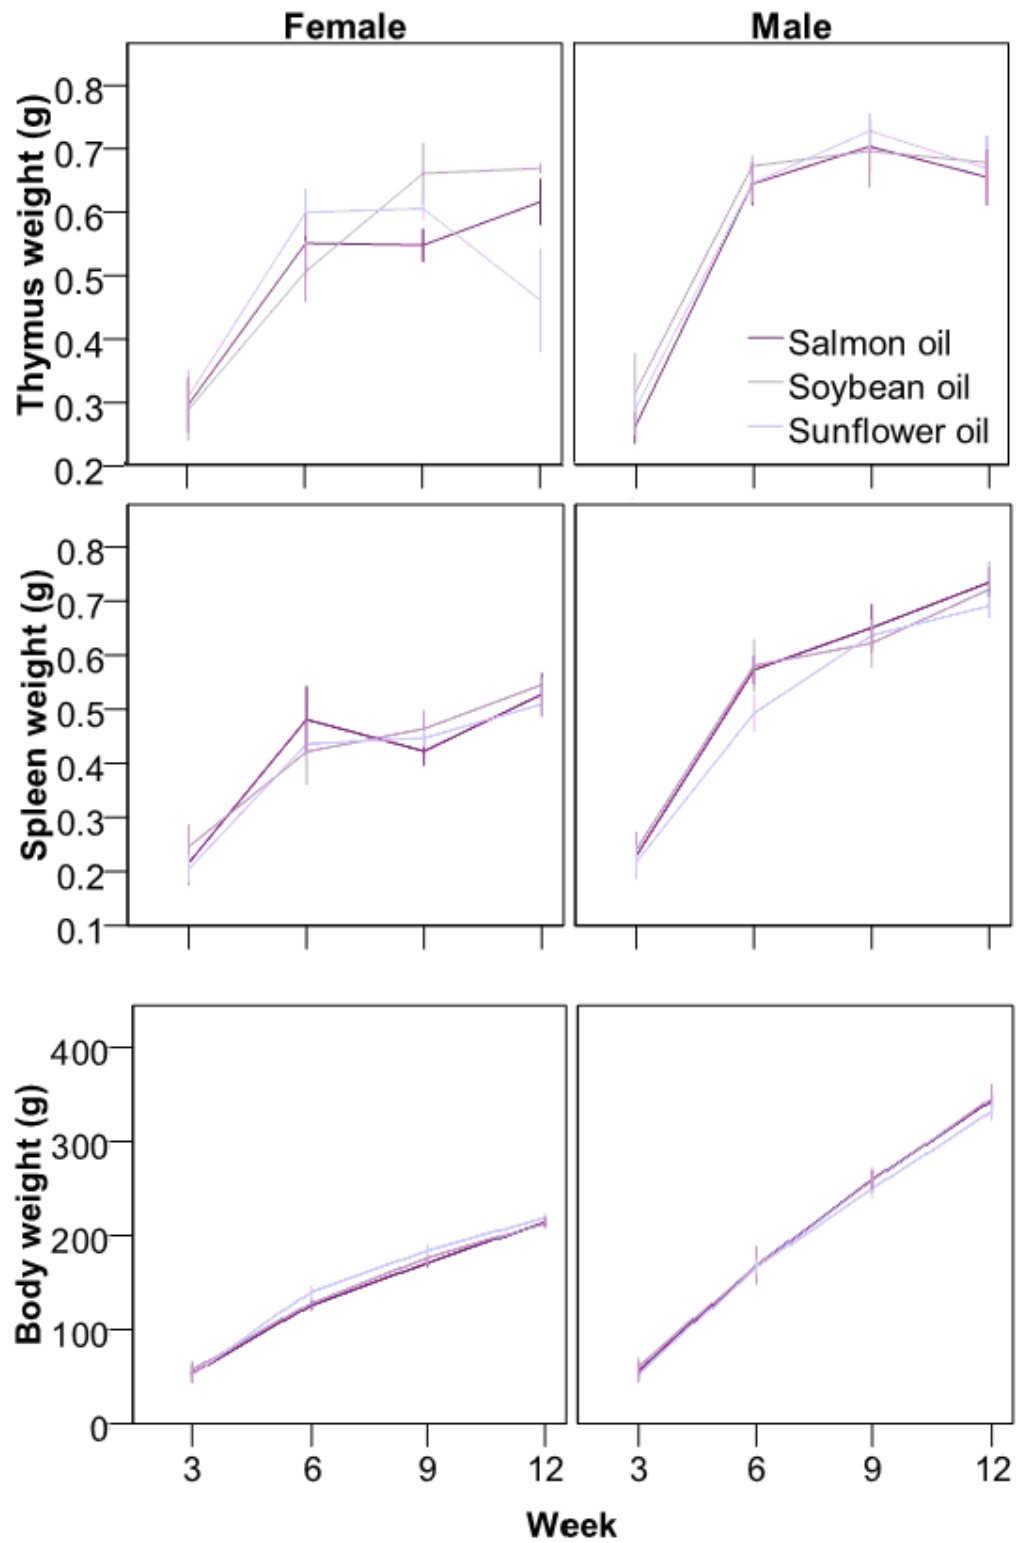 Female
Male
Thymus weight (g)
0.8
0.7
0.6
0.5
0.4
0.3
0.2
Salmon oil
Soybean oil
Sunflower oil
Spleen weight (g)
0.8
0.7
0.6
0.5
0.4
0.3
0.2
0.1
Body weight (g)
400
300
200
100
0
3 6 9 12 3 6 9 12
Week